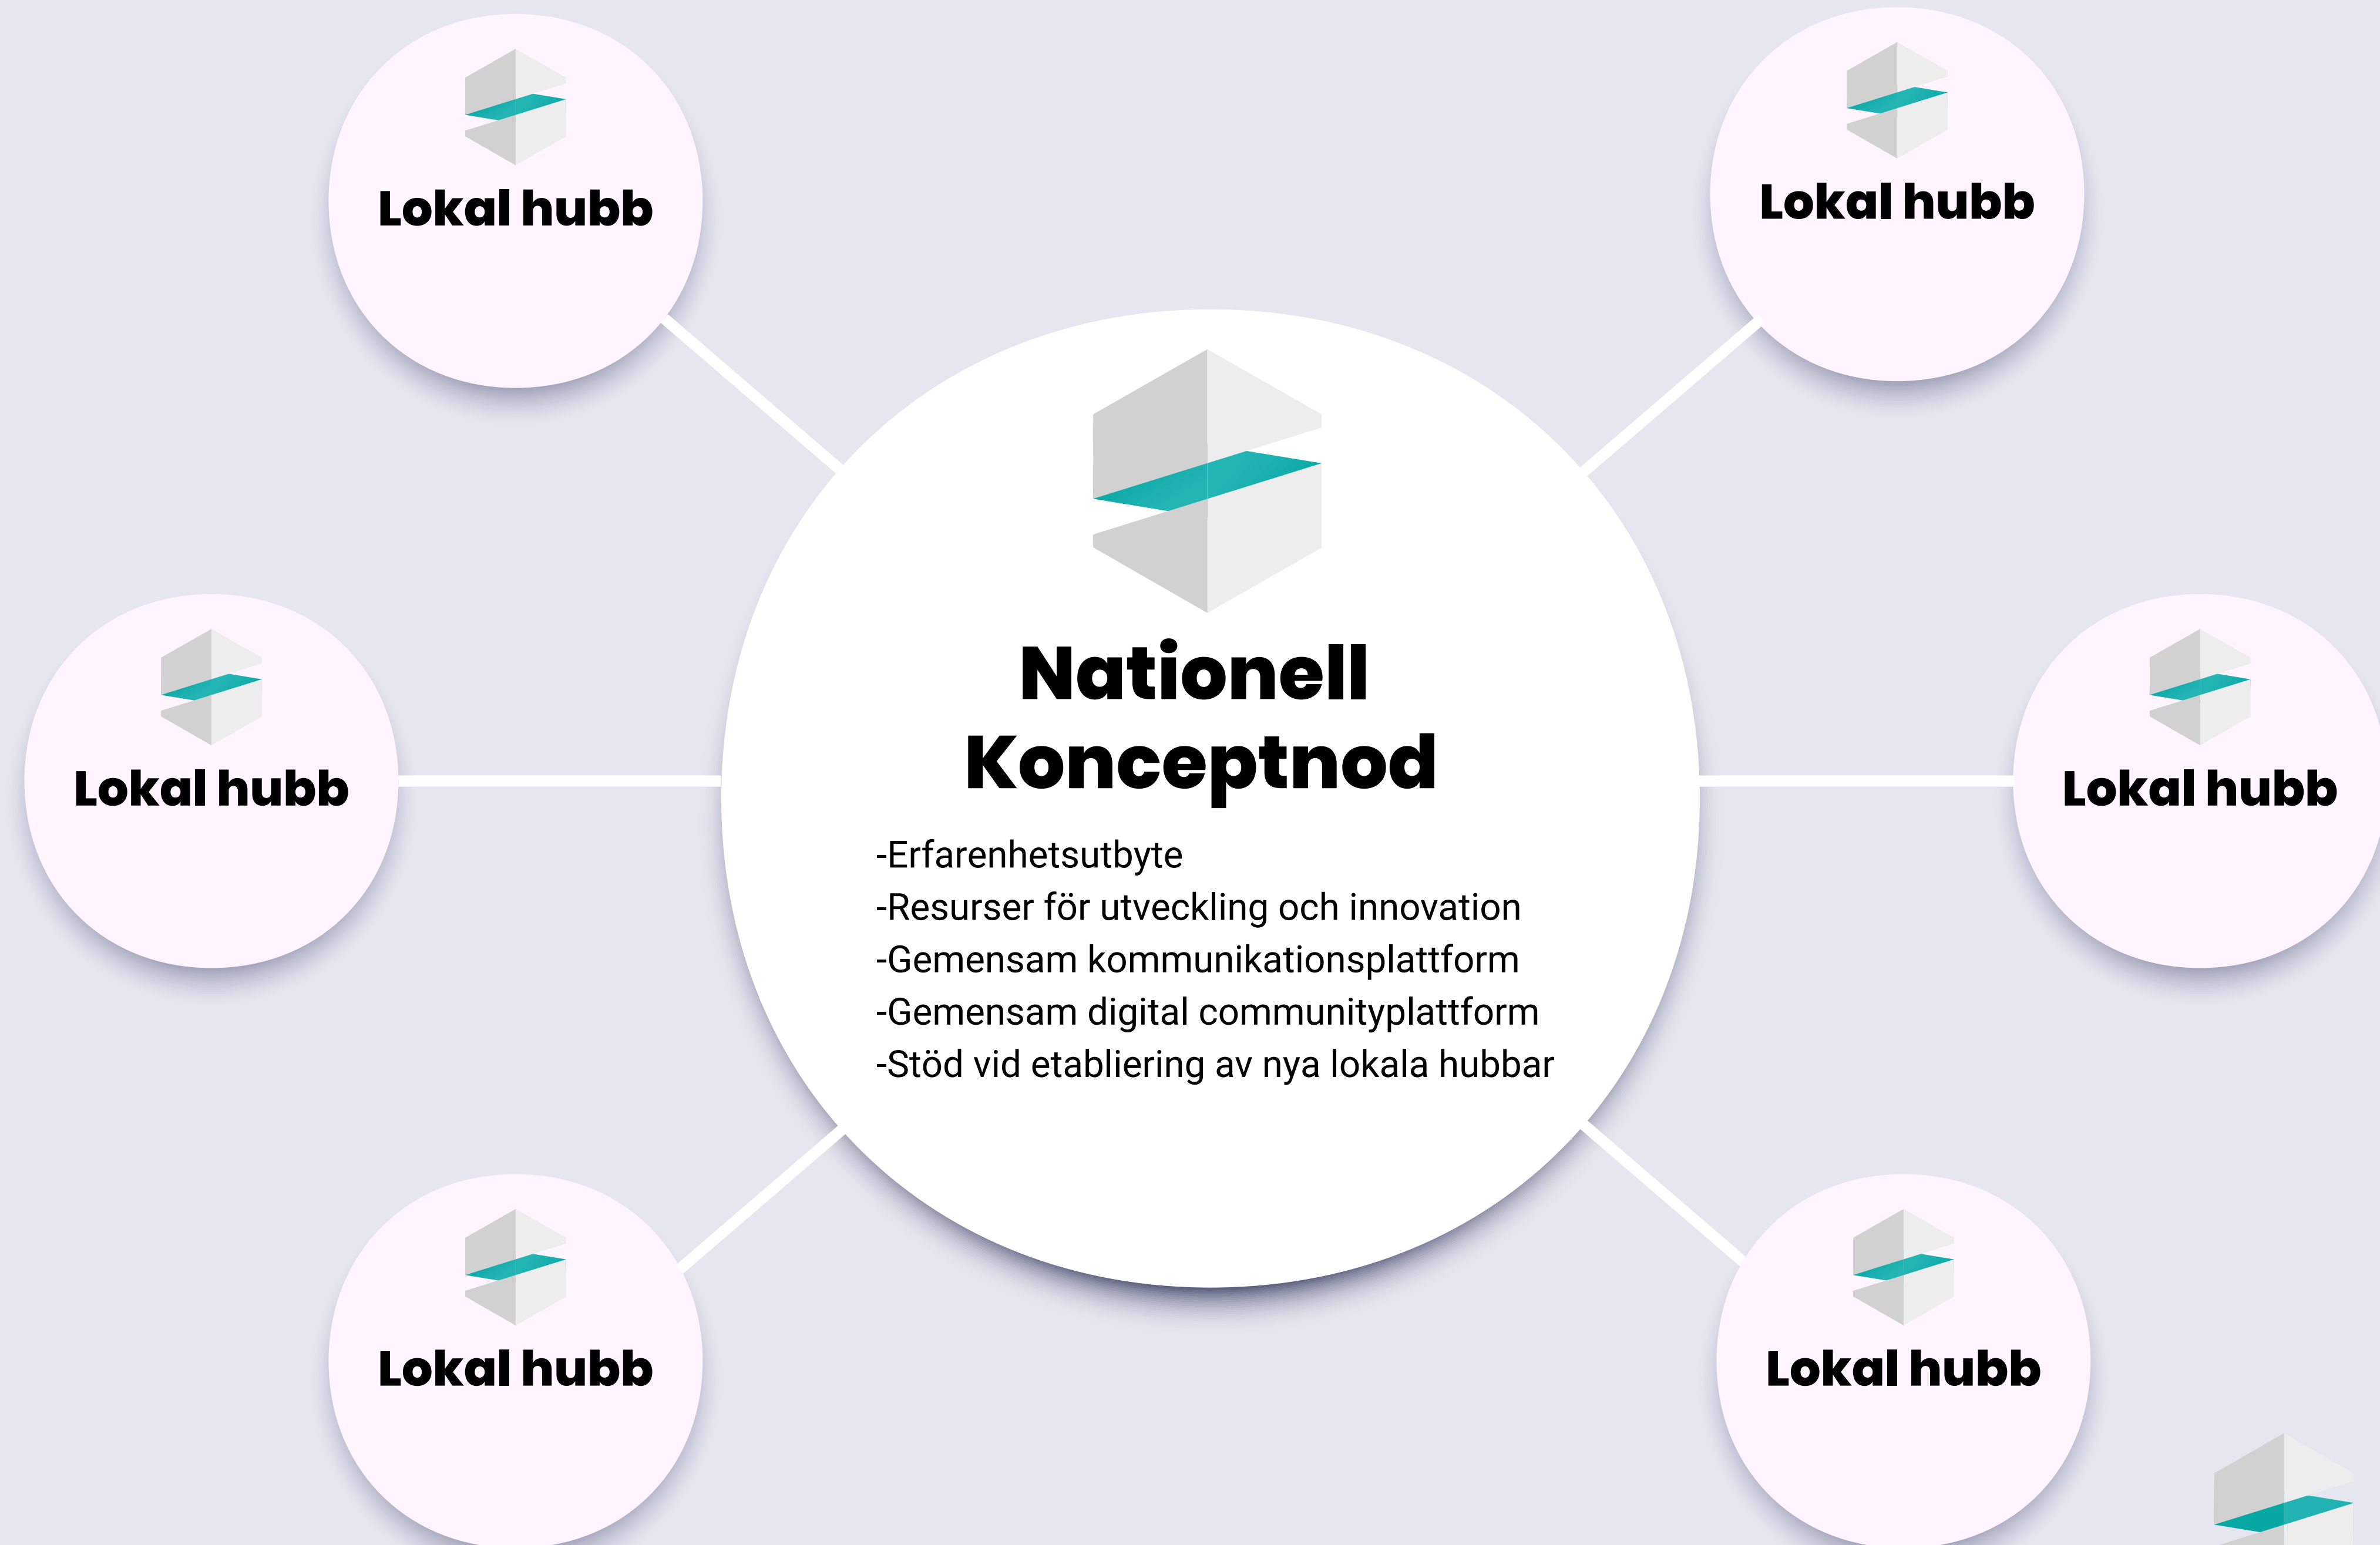 Lokal hubb
Lokal hubb
Nationell
Konceptnod
Lokal hubb
Lokal hubb
-Erfarenhetsutbyte
-Resurser för utveckling och innovation
-Gemensam kommunikationsplattform
-Gemensam digital communityplattform
-Stöd vid etabliering av nya lokala hubbar
Lokal hubb
Lokal hubb